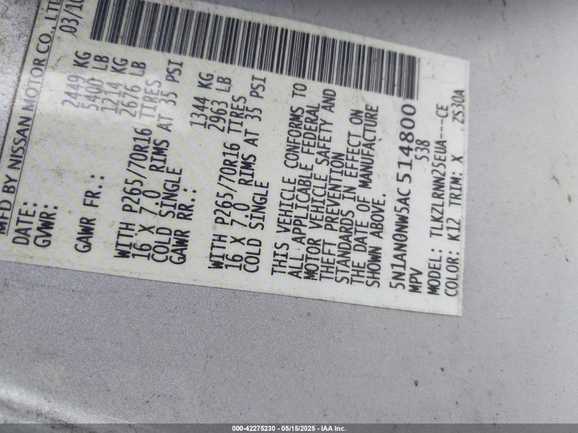 MFD BY NISSAN MOTOR CO., LTD
DATE: 03/10
GVWR: 2449 KG
5400 LB
GAWR FR.: 1214 KG
2676 LB
WITH P265/70R16 TIRES
16 X 7.0 RIMS AT 35 PSI
COLD SINGLE
GAWR RR.: 1344 KG
2963 LB
WITH P265/70R16 TIRES
16 X 7.0 RIMS AT 35 PSI
COLD SINGLE
THIS VEHICLE CONFORMS TO
ALL APPLICABLE FEDERAL
MOTOR VEHICLE SAFETY AND
THEFT PREVENTION
STANDARDS IN EFFECT ON
THE DATE OF MANUFACTURE
SHOWN ABOVE.
5N1AN0NW5AC514800
MPV 538
MODEL: TLKZLRNN25EUA---CE
COLOR: K12 TRIM: X ZS30A
000-42275230 - 05/15/2025 - IAA Inc.